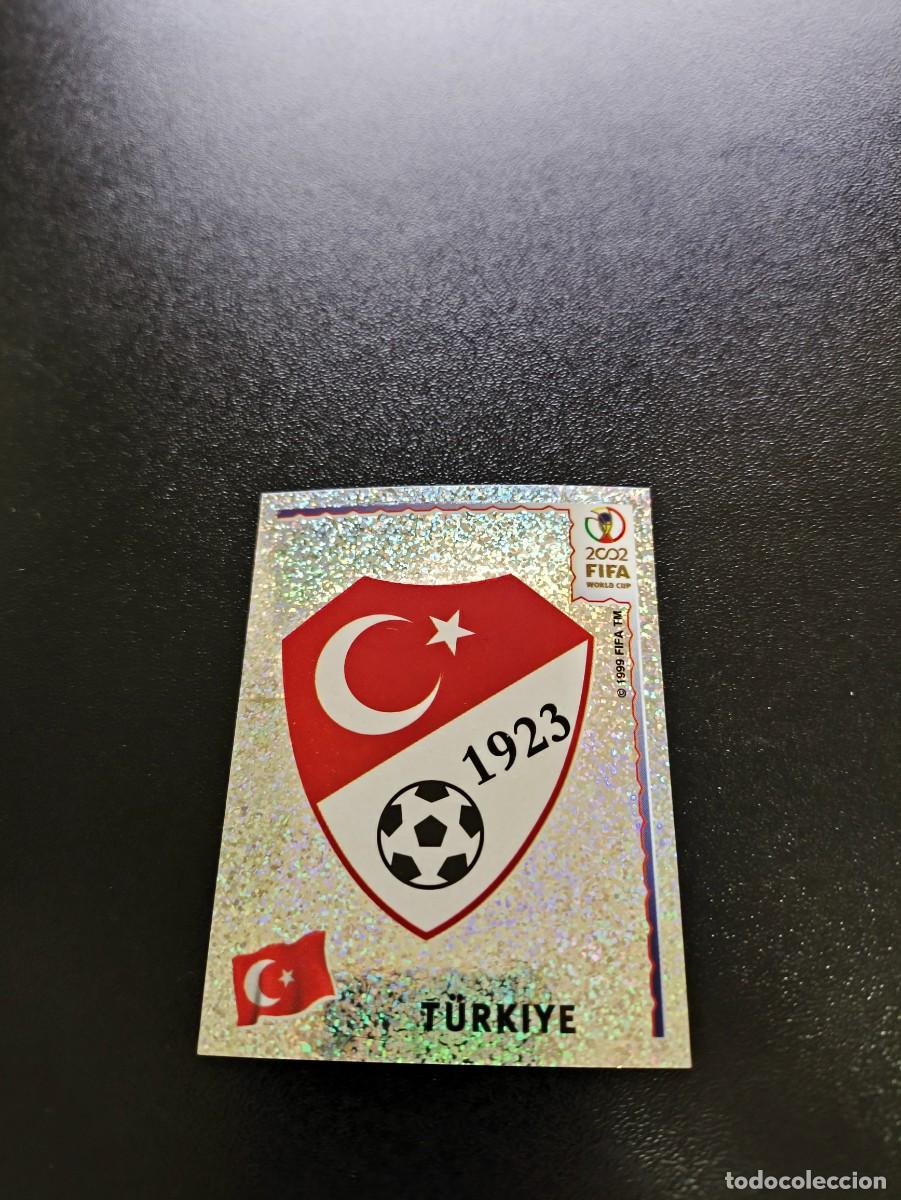 2002
FIFA
WORLD CUP
© 1999 FIFA TM
1923
TÜRKIYE
todocoleccion